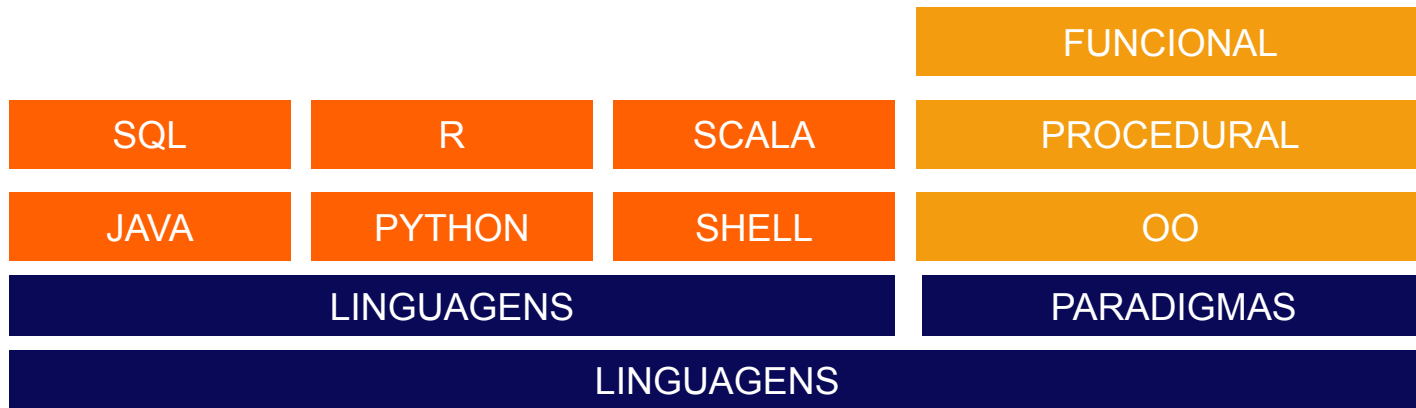 FUNCIONAL
SQL R SCALA PROCEDURAL
JAVA PYTHON SHELL OO
LINGUAGENS PARADIGMAS
LINGUAGENS